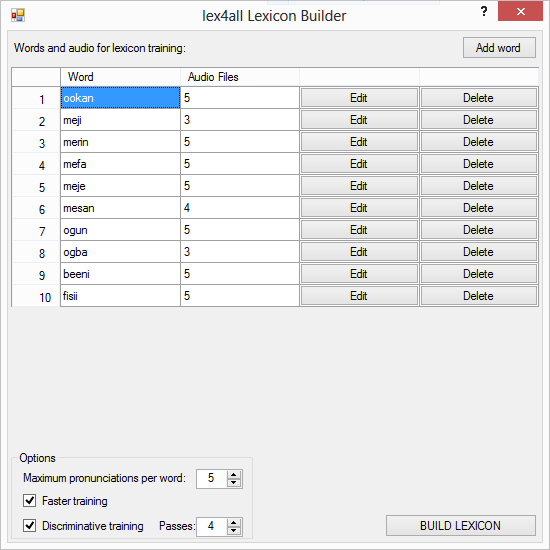 lex4all Lexicon Builder
?
Words and audio for lexicon training:
Add word
Word Audio Files
1 ookan 5 Edit Delete
2 meji 3 Edit Delete
3 merin 5 Edit Delete
4 mefa 5 Edit Delete
5 meje 5 Edit Delete
6 mesan 4 Edit Delete
7 ogun 5 Edit Delete
8 ogba 3 Edit Delete
9 beeni 5 Edit Delete
10 fisii 5 Edit Delete
Options
Maximum pronunciations per word: 5
Faster training
Discriminative training Passes: 4
BUILD LEXICON